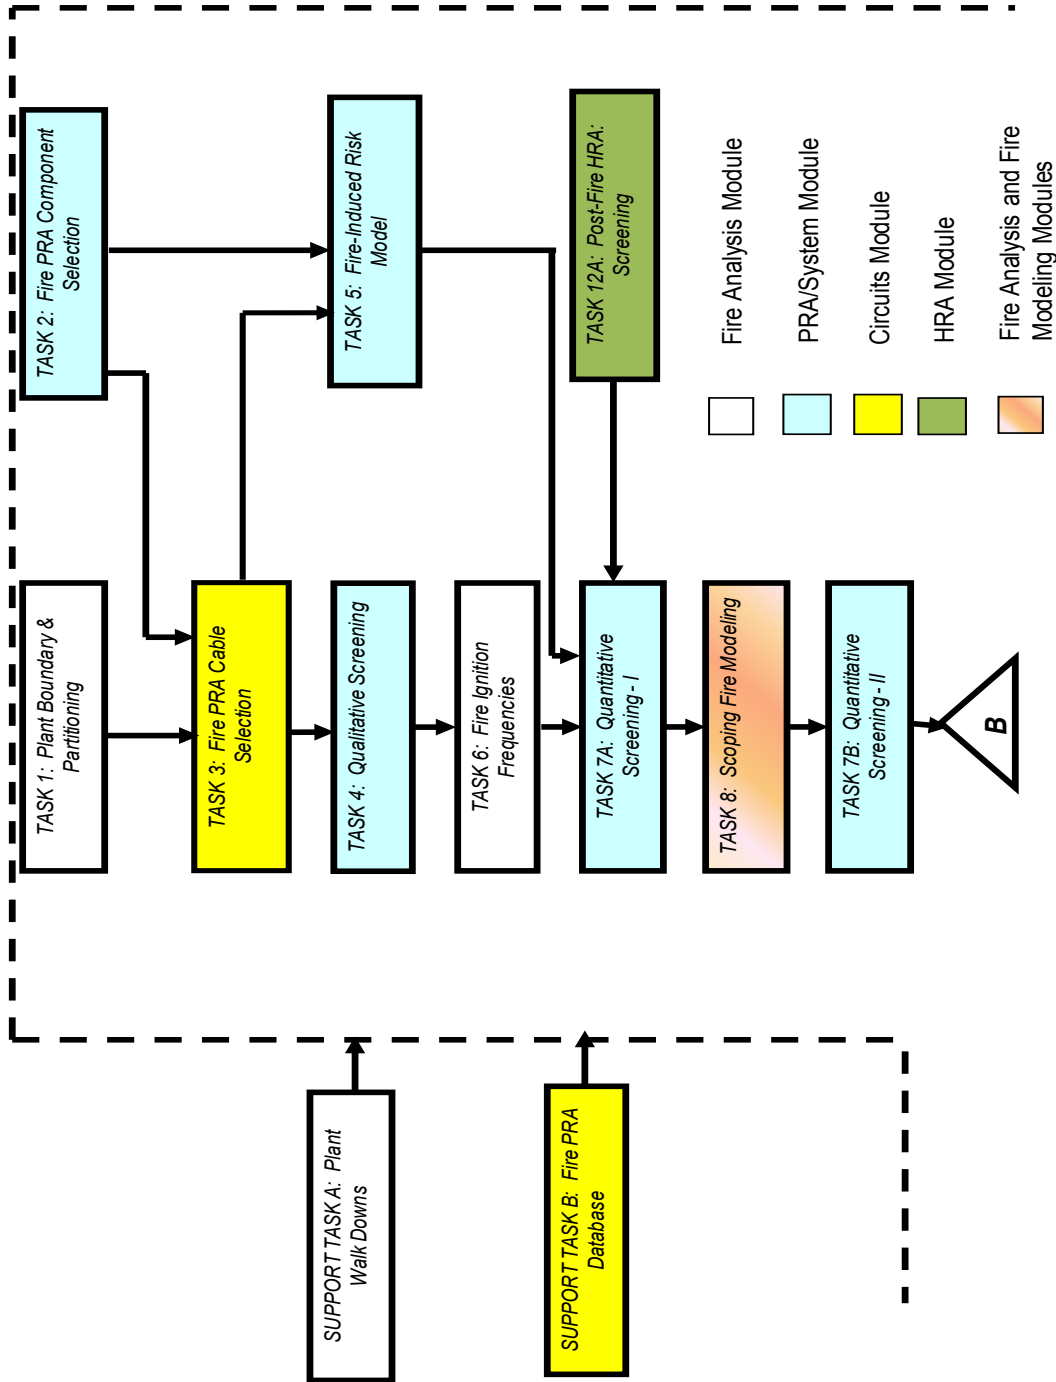 TASK 1: Plant Boundary &
Partitioning
TASK 2: Fire PRA Component
Selection
TASK 3: Fire PRA Cable
Selection
TASK 4: Qualitative Screening
TASK 5: Fire-Induced Risk
Model
TASK 6: Fire Ignition
Frequencies
TASK 7A: Quantitative
Screening - I
TASK 12A: Post-Fire HRA:
Screening
TASK 8: Scoping Fire Modeling
TASK 7B: Quantitative
Screening - II
B
SUPPORT TASK A: Plant
Walk Downs
SUPPORT TASK B: Fire PRA
Database
Fire Analysis Module
PRA/System Module
Circuits Module
HRA Module
Fire Analysis and Fire
Modeling Modules